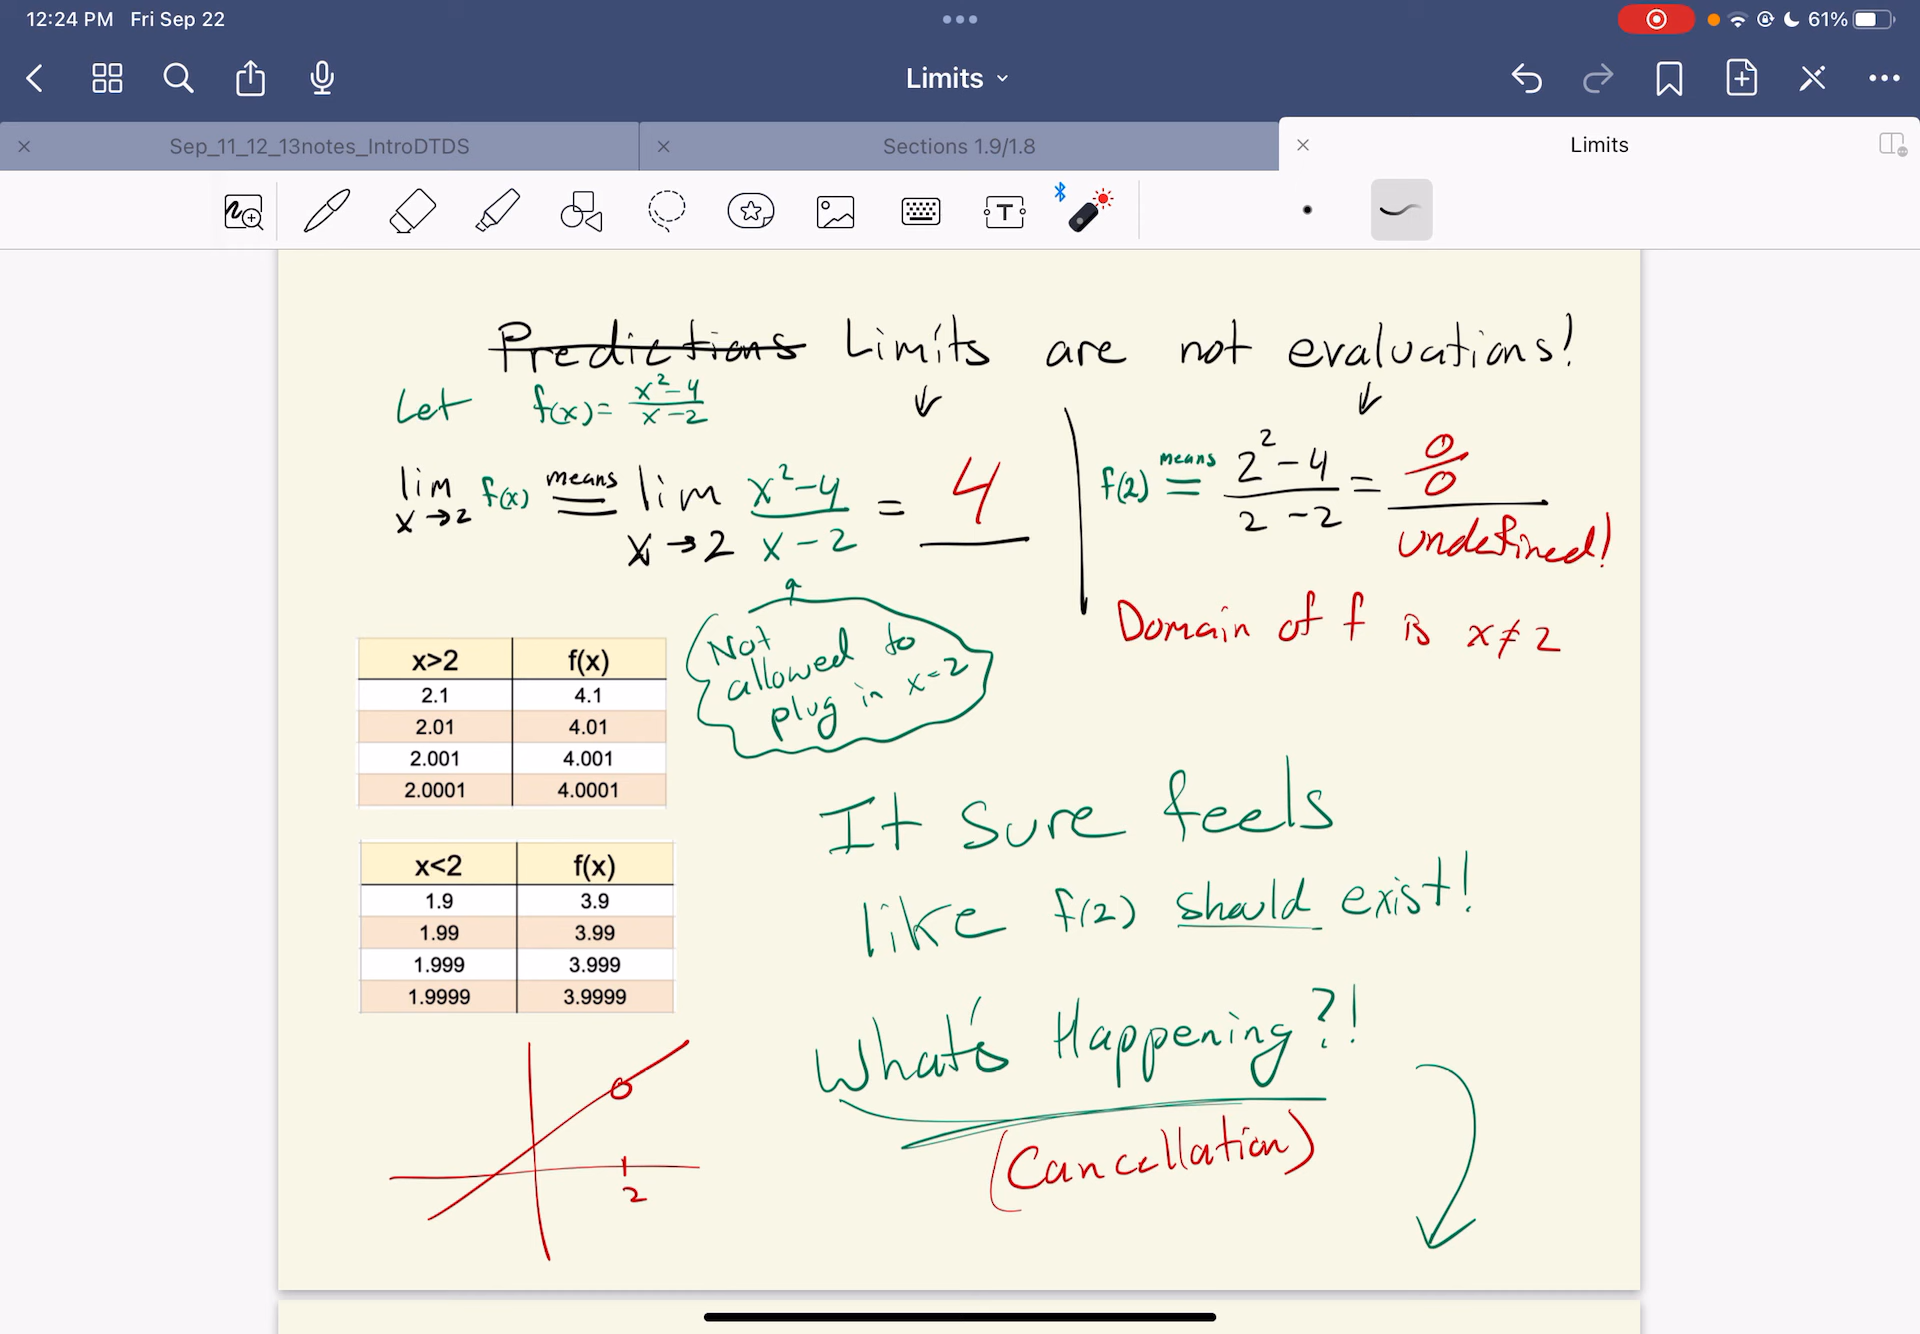 12:24 PM Fri Sep 22
61%
Limits
Sep_11_12_13notes_IntroDTDS
Sections 1.9/1.8
Limits
T
Predictions Limits are not evaluations!
Let f(x) = (x²-4)/(x-2)
lim x→2 f(x) means = lim x→2 (x²-4)/(x-2) = 4
f(2) means = (2²-4)/(2-2) = 0/0
undefined!
Domain of f is x≠2
Not
allowed to
plug in x=2
x>2 f(x)
2.1 4.1
2.01 4.01
2.001 4.001
2.0001 4.0001
It sure feels
like f(2) should exist!
x<2 f(x)
1.9 3.9
1.99 3.99
1.999 3.999
1.9999 3.9999
What's Happening?!
(Cancellation)
2